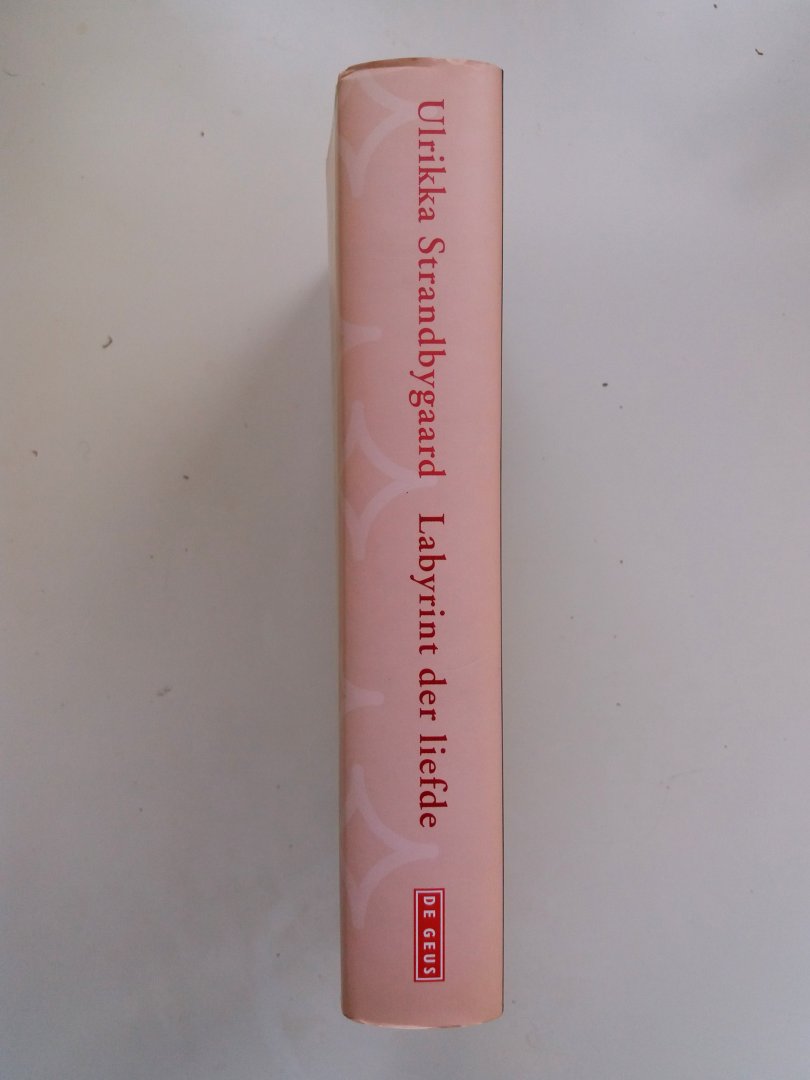 Ulrikka Strandbygaard Labyrint der liefde
DE GEUS